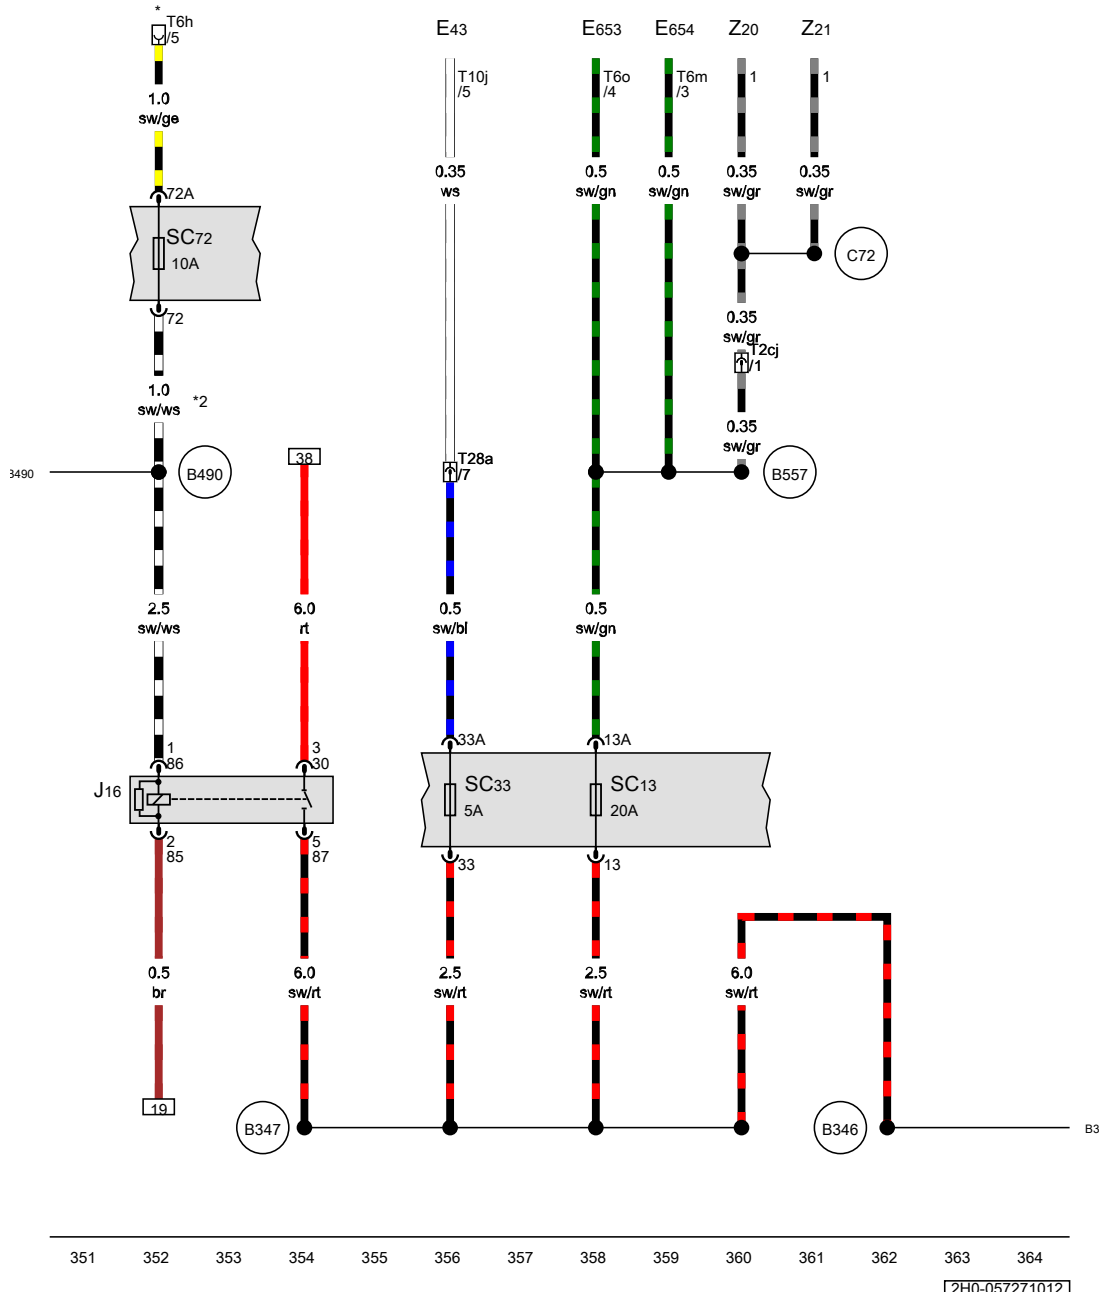 *
T6h
/5
E43
E653
E654
Z20
Z21
T10j
/5
T6o
/4
T6m
/3
1
1
1.0
sw/ge
0.35
ws
0.5
sw/gn
0.5
sw/gn
0.35
sw/gr
0.35
sw/gr
72A
SC72
10A
C72
72
0.35
sw/gr
T2cj
/1
1.0
sw/ws
*2
0.35
sw/gr
B490
38
T28a
/7
B557
2.5
sw/ws
6.0
rt
0.5
sw/bl
0.5
sw/gn
1
86
3
30
33A
13A
J16
SC33
5A
SC13
20A
2
85
5
87
33
13
0.5
br
6.0
sw/rt
2.5
sw/rt
2.5
sw/rt
6.0
sw/rt
19
B347
B346
B3
351 352 353 354 355 356 357 358 359 360 361 362 363 364
2H0-057271012